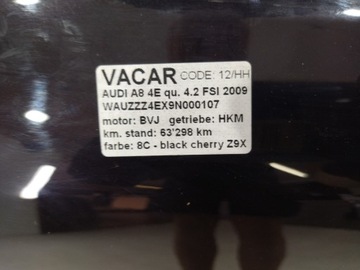 VACAR CODE: 12/HH
AUDI A8 4E qu. 4.2 FSI 2009
WAUZZZ4EX9N000107
motor: BVJ getriebe: HKM
km. stand: 63'298 km
farbe: 8C - black cherry Z9X